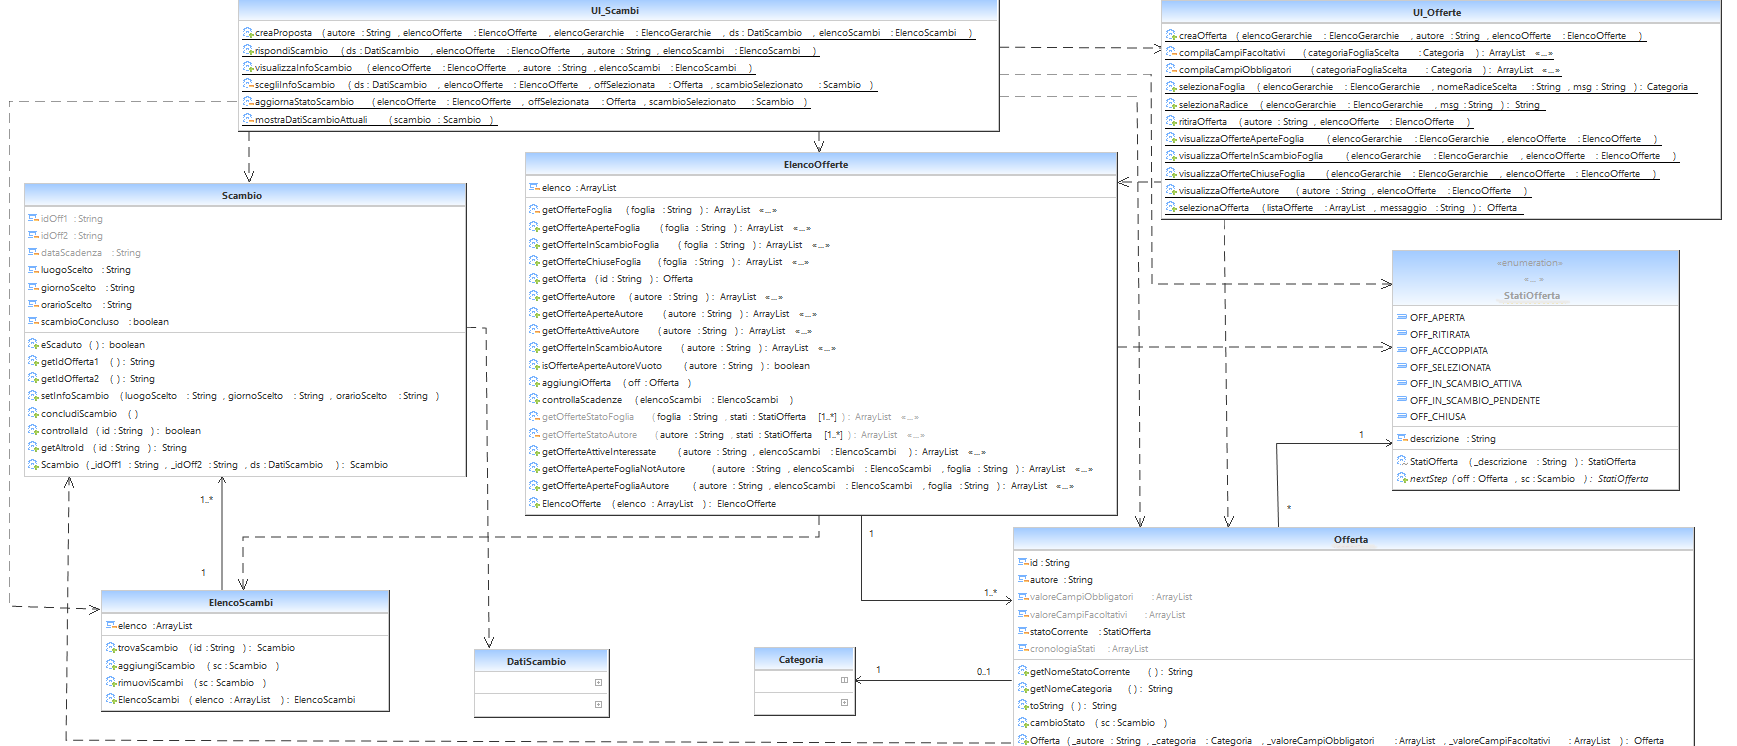 UI_Scambi
creaProposta (autore : String , elencoOfferte : ElencoOfferte , elencoGerarchie : ElencoGerarchie , ds : DatiScambio , elencoScambi : ElencoScambi )
rispondiScambio (ds : DatiScambio , elencoOfferte : ElencoOfferte , autore : String , elencoScambi : ElencoScambi )
visualizzaInfoScambio (elencoOfferte : ElencoOfferte , autore : String , elencoScambi : ElencoScambi )
scegliInfoScambio (ds : DatiScambio , elencoOfferte : ElencoOfferte , offSelezionata : Offerta , scambioSelezionato : Scambio )
aggiornaStatoScambio (elencoOfferte : ElencoOfferte , offSelezionata : Offerta , scambioSelezionato : Scambio )
mostraDatiScambioAttuali (scambio : Scambio )
UI_Offerte
creaOfferta (elencoGerarchie : ElencoGerarchie , autore : String , elencoOfferte : ElencoOfferte )
compilaCampiFacoltativi (categoriaFogliaScelta : Categoria ) : ArrayList «...»
compilaCampiObbligatori (categoriaFogliaScelta : Categoria ) : ArrayList «...»
selezionaFoglia (elencoGerarchie : ElencoGerarchie , nomeRadiceScelta : String , msg : String ) : Categoria
selezionaRadice (elencoGerarchie : ElencoGerarchie , msg : String ) : String
ritiraOfferta (autore : String , elencoOfferte : ElencoOfferte )
visualizzaOfferteAperteFoglia (elencoGerarchie : ElencoGerarchie , elencoOfferte : ElencoOfferte )
visualizzaOfferteInScambioFoglia (elencoGerarchie : ElencoGerarchie , elencoOfferte : ElencoOfferte )
visualizzaOfferteChiuseFoglia (elencoGerarchie : ElencoGerarchie , elencoOfferte : ElencoOfferte )
visualizzaOfferteAutore (autore : String , elencoOfferte : ElencoOfferte )
selezionaOfferta (listaOfferte : ArrayList , messaggio : String ) : Offerta
Scambio
idOff1 : String
idOff2 : String
dataScadenza : String
luogoScelto : String
giornoScelto : String
orarioScelto : String
scambioConcluso : boolean
eScaduto ( ) : boolean
getIdOfferta1 ( ) : String
getIdOfferta2 ( ) : String
setInfoScambio (luogoScelto : String , giornoScelto : String , orarioScelto : String )
concludiScambio ( )
controllaId (id : String ) : boolean
getAltroId (id : String ) : String
Scambio (_idOff1 : String , _idOff2 : String , ds : DatiScambio ) : Scambio
ElencoOfferte
elenco : ArrayList
getOfferteFoglia (foglia : String ) : ArrayList «...»
getOfferteAperteFoglia (foglia : String ) : ArrayList «...»
getOfferteInScambioFoglia (foglia : String ) : ArrayList «...»
getOfferteChiuseFoglia (foglia : String ) : ArrayList «...»
getOfferta (id : String ) : Offerta
getOfferteAutore (autore : String ) : ArrayList «...»
getOfferteAperteAutore (autore : String ) : ArrayList «...»
getOfferteAttiveAutore (autore : String ) : ArrayList «...»
getOfferteInScambioAutore (autore : String ) : ArrayList «...»
isOfferteAperteAutoreVuoto (autore : String ) : boolean
aggiungiOfferta (off : Offerta )
controllaScadenze (elencoScambi : ElencoScambi )
getOfferteStatoFoglia (foglia : String , stati : StatiOfferta [1..*] ) : ArrayList «...»
getOfferteStatoAutore (autore : String , stati : StatiOfferta [1..*] ) : ArrayList «...»
getOfferteAttiveInteressate (autore : String , elencoScambi : ElencoScambi ) : ArrayList «...»
getOfferteAperteFogliaNotAutore (autore : String , elencoScambi : ElencoScambi , foglia : String ) : ArrayList «...»
getOfferteAperteFogliaAutore (autore : String , elencoScambi : ElencoScambi , foglia : String ) : ArrayList «...»
ElencoOfferte (elenco : ArrayList ) : ElencoOfferte
«enumeration»
«...»
StatiOfferta
OFF_APERTA
OFF_RITIRATA
OFF_ACCOPPIATA
OFF_SELEZIONATA
OFF_IN_SCAMBIO_ATTIVA
OFF_IN_SCAMBIO_PENDENTE
OFF_CHIUSA
descrizione : String
StatiOfferta (_descrizione : String ) : StatiOfferta
nextStep (off : Offerta , sc : Scambio ) : StatiOfferta
1
*
1..*
1
1
1..*
ElencoScambi
elenco : ArrayList
trovaScambio (id : String ) : Scambio
aggiungiScambio (sc : Scambio )
rimuoviScambi (sc : Scambio )
ElencoScambi (elenco : ArrayList ) : ElencoScambi
DatiScambio
Categoria
1
0..1
Offerta
id : String
autore : String
valoreCampiObbligatori : ArrayList
valoreCampiFacoltativi : ArrayList
statoCorrente : StatiOfferta
cronologiaStati : ArrayList
getNomeStatoCorrente ( ) : String
getNomeCategoria ( ) : String
toString ( ) : String
cambioStato (sc : Scambio )
Offerta (_autore : String , _categoria : Categoria , _valoreCampiObbligatori : ArrayList , _valoreCampiFacoltativi : ArrayList ) : Offerta